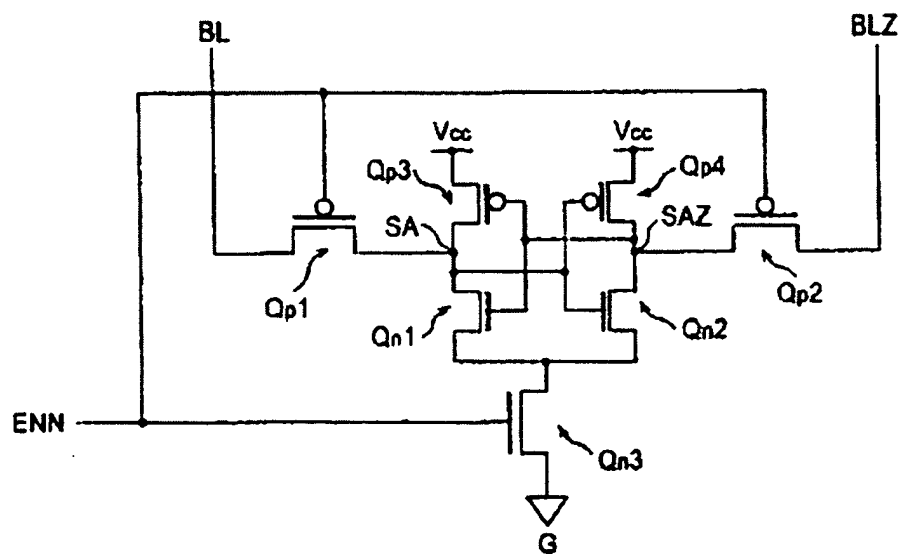 BL
BLZ
Vcc
Vcc
Qp3
Qp4
SA
SAZ
Qp1
Qp2
Qn1
Qn2
ENN
Qn3
G